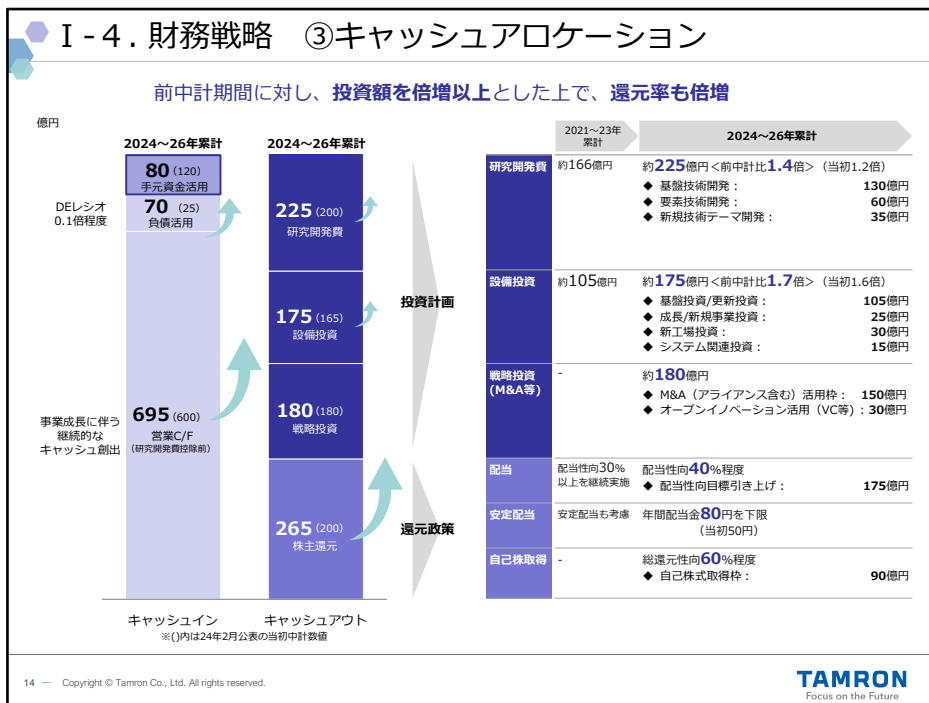 Ⅰ-4. 財務戦略　③キャッシュアロケーション
前中計期間に対し、投資額を倍増以上とした上で、還元率も倍増
億円
2024～26年累計
2024～26年累計
80 (120)
手元資金活用
DEレシオ
0.1倍程度
70 (25)
負債活用
事業成長に伴う
継続的な
キャッシュ創出
695 (600)
営業C/F
(研究開発費控除前)
225 (200)
研究開発費
175 (165)
設備投資
180 (180)
戦略投資
265 (200)
株主還元
キャッシュイン
キャッシュアウト
※()内は24年2月公表の当初中計数値
投資計画
還元政策
2021～23年
累計
2024～26年累計
研究開発費
約166億円
約225億円＜前中計比1.4倍＞（当初1.2倍）
◆ 基盤技術開発： 130億円
◆ 要素技術開発： 60億円
◆ 新規技術テーマ開発： 35億円
設備投資
約105億円
約175億円＜前中計比1.7倍＞（当初1.6倍）
◆ 基盤投資/更新投資： 105億円
◆ 成長/新規事業投資： 25億円
◆ 新工場投資： 30億円
◆ システム関連投資： 15億円
戦略投資
(M&A等)
-
約180億円
◆ M&A（アライアンス含む）活用枠： 150億円
◆ オープンイノベーション活用（VC等）: 30億円
配当
配当性向30%
以上を継続実施
配当性向40%程度
◆ 配当性向目標引き上げ： 175億円
安定配当
安定配当も考慮
年間配当金80円を下限
（当初50円）
自己株取得
-
総還元性向60%程度
◆ 自己株式取得枠： 90億円
14 — Copyright © Tamron Co., Ltd. All rights reserved.
TAMRON
Focus on the Future